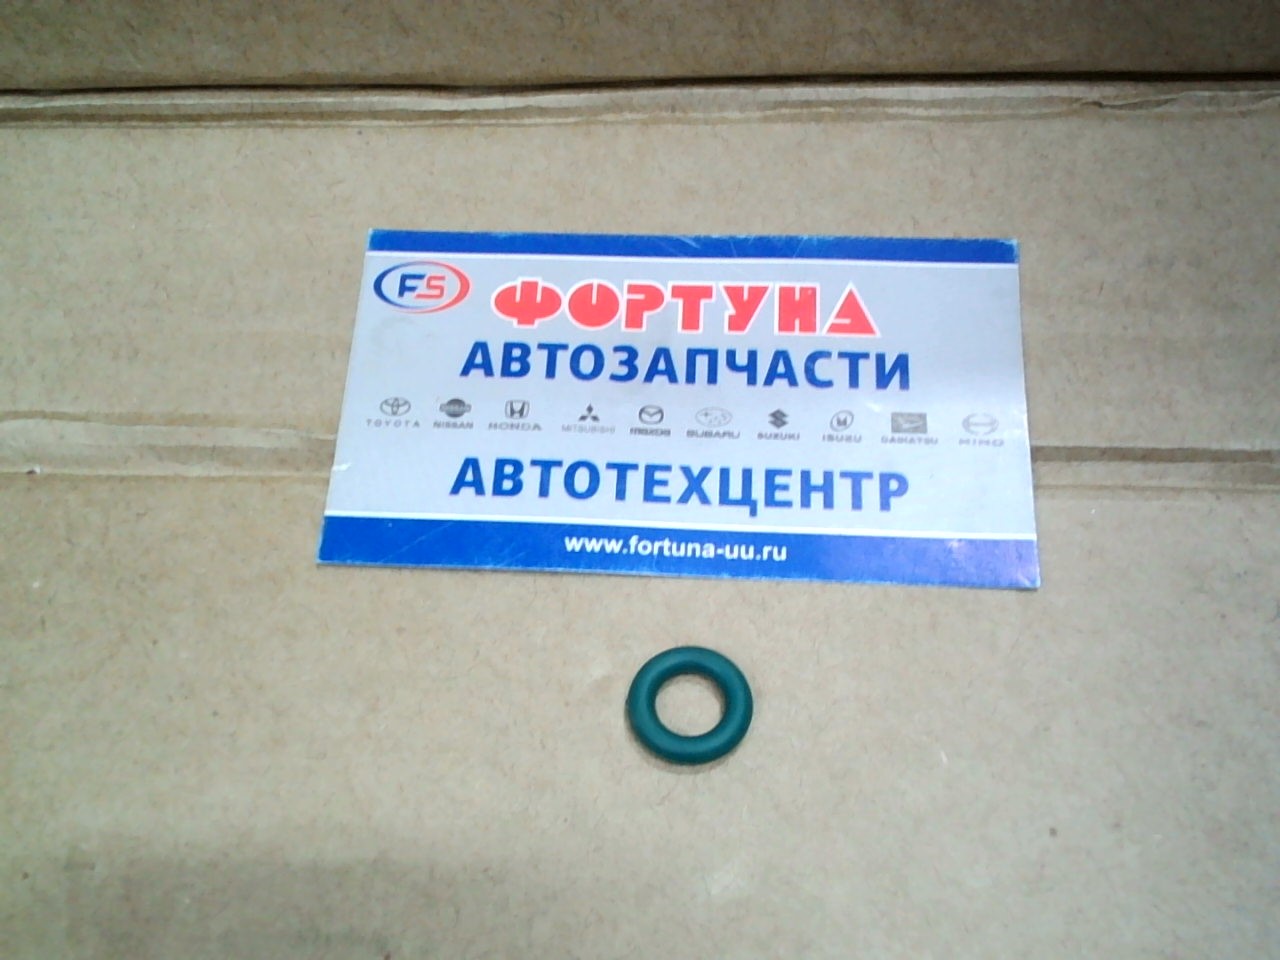 FS ФОРТУНА
АВТОЗАПЧАСТИ
TOYOTA NISSAN HONDA MITSUBISHI mazda SUBARU SUZUKI ISUZU DAIHATSU HINO
АВТОТЕХЦЕНТР
www.fortuna-uu.ru